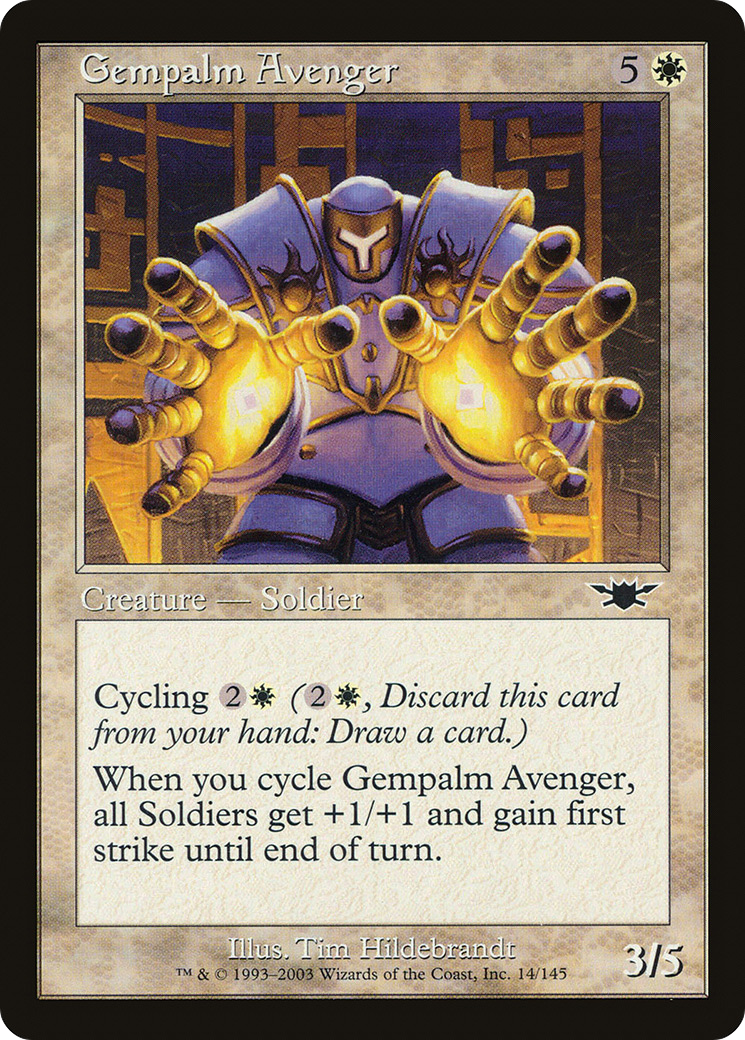 Gempalm Avenger 5
Creature — Soldier
Cycling 2 (2 , Discard this card
from your hand: Draw a card.)
When you cycle Gempalm Avenger,
all Soldiers get +1/+1 and gain first
strike until end of turn.
Illus. Tim Hildebrandt
™ & © 1993–2003 Wizards of the Coast, Inc. 14/145
3/5